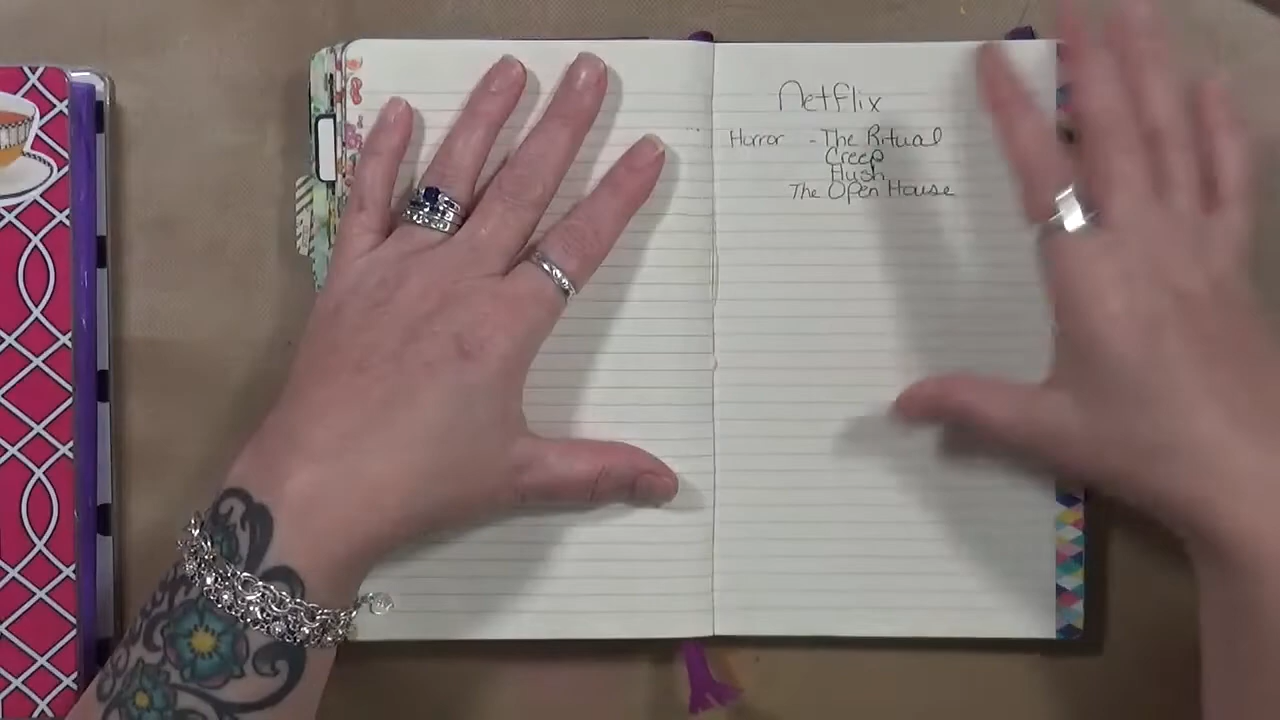 Netflix
Horror - The Ritual
Creep
Hush
The Open House